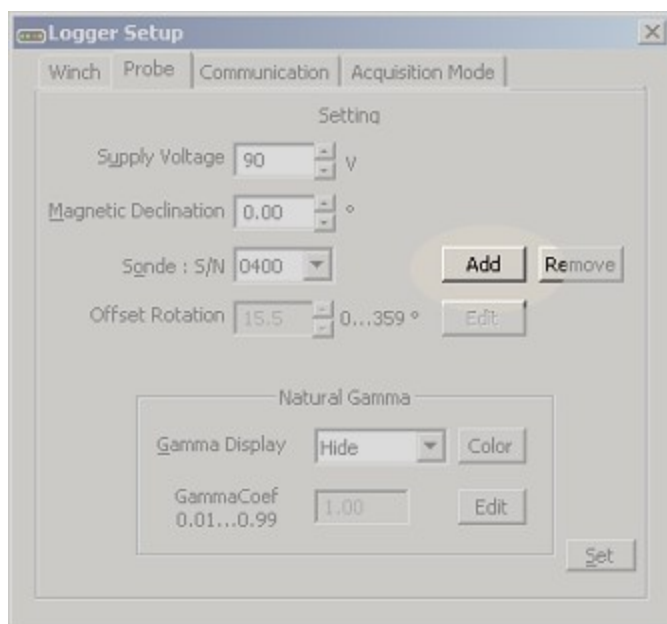 Logger Setup
Winch Probe Communication Acquisition Mode
Setting
Supply Voltage 90 V
Magnetic Declination 0.00 °
Sonde : S/N 0400 Add Remove
Offset Rotation 15.5 0...359 ° Edit
Natural Gamma
Gamma Display Hide Color
GammaCoef
0.01...0.99 1.00 Edit
Set